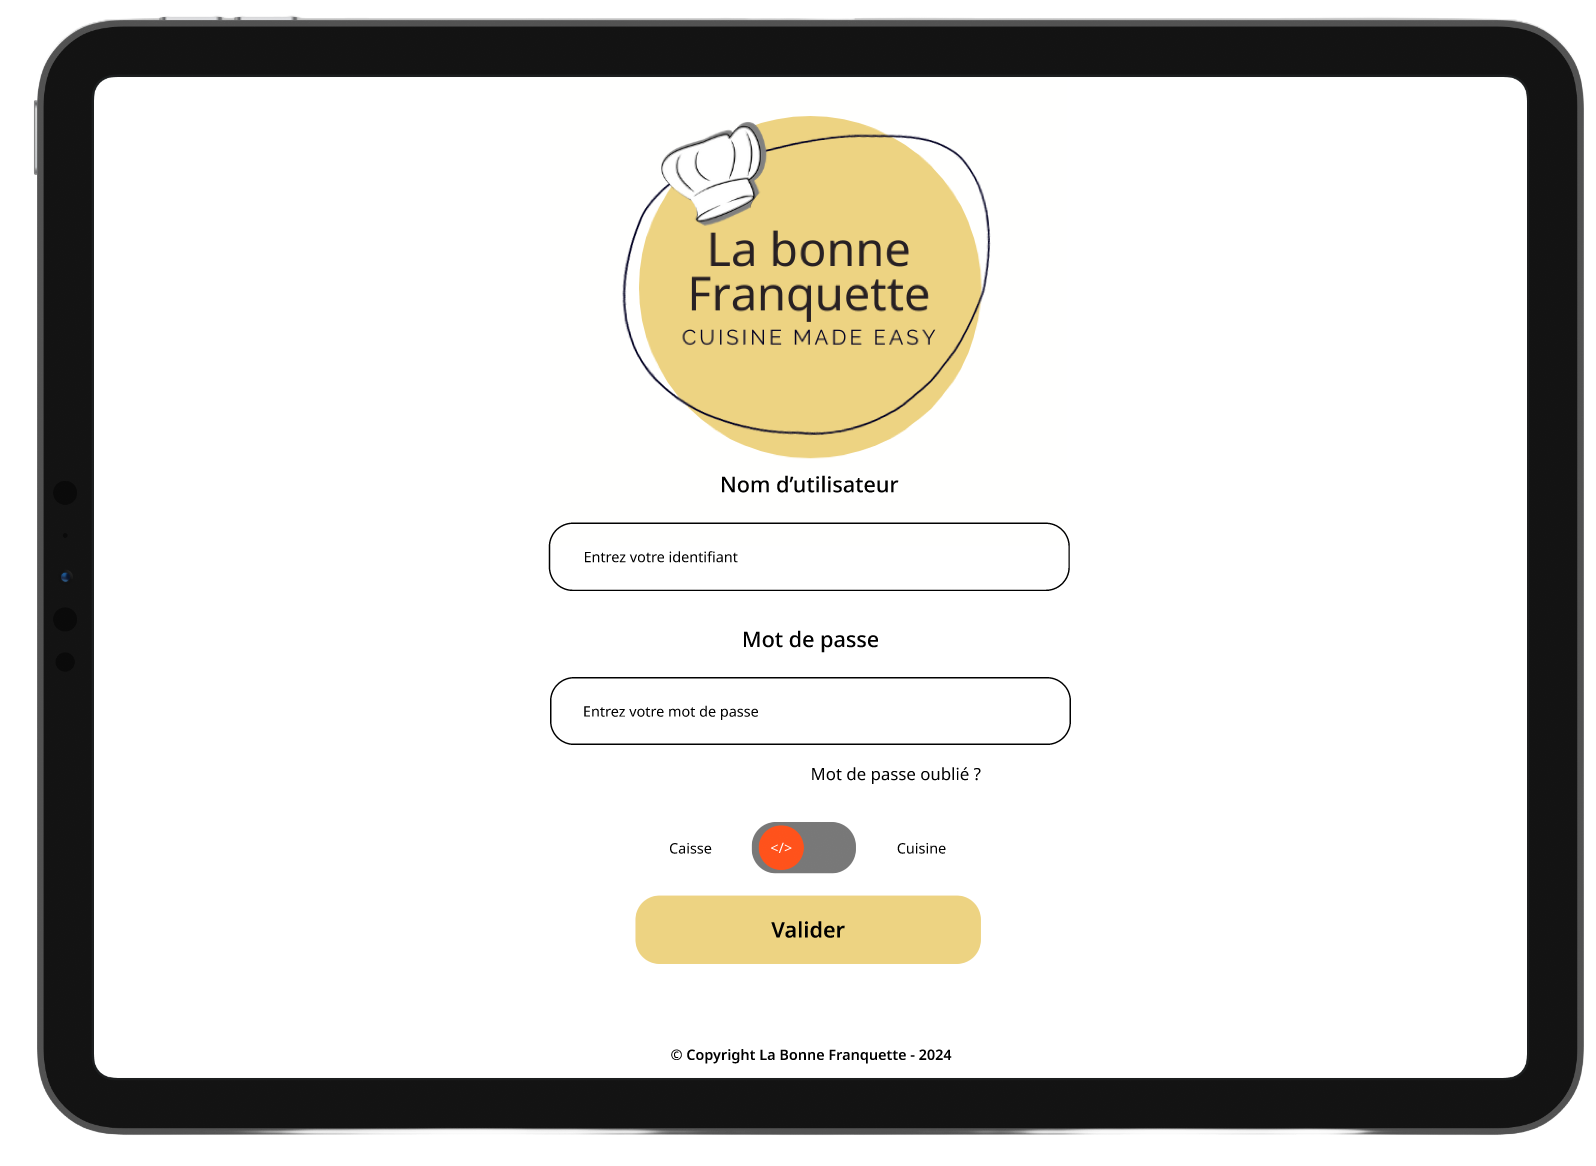 La bonne
Franquette
CUISINE MADE EASY
Nom d’utilisateur
Entrez votre identifiant
Mot de passe
Entrez votre mot de passe
Mot de passe oublié ?
Caisse </> Cuisine
Valider
© Copyright La Bonne Franquette - 2024